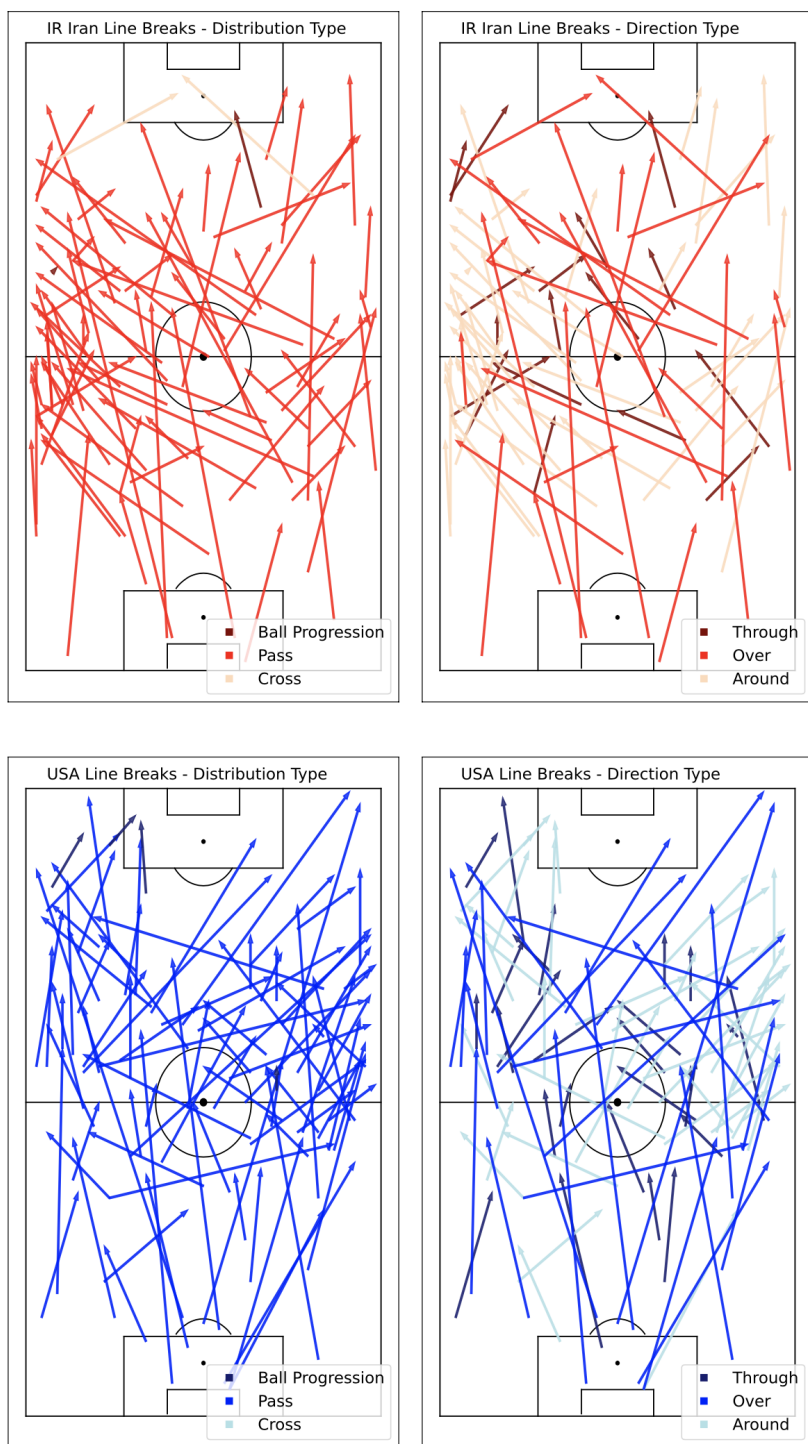 IR Iran Line Breaks - Distribution Type
Ball Progression
Pass
Cross
IR Iran Line Breaks - Direction Type
Through
Over
Around
USA Line Breaks - Distribution Type
Ball Progression
Pass
Cross
USA Line Breaks - Direction Type
Through
Over
Around